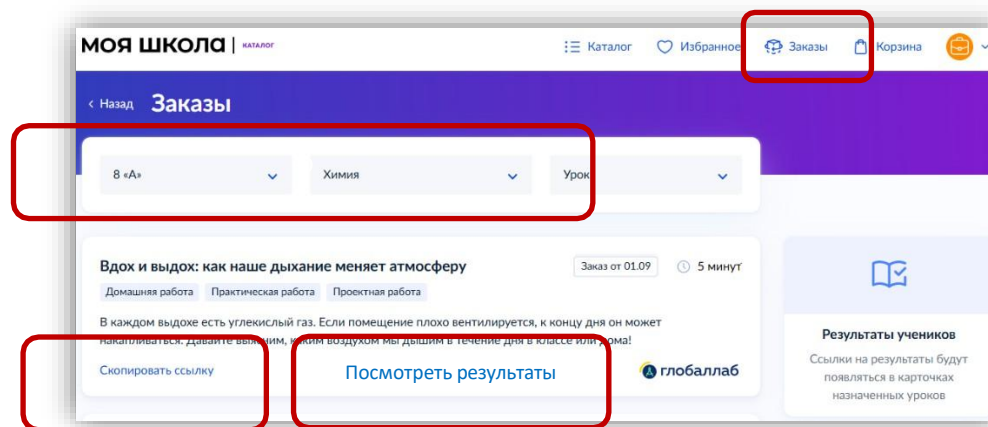 МОЯ ШКОЛА | КАТАЛОГ
Каталог
Избранное
Заказы
Корзина
‹ Назад Заказы
8 «А»
Химия
Урок
Вдох и выдох: как наше дыхание меняет атмосферу
Заказ от 01.09
5 минут
Домашняя работа Практическая работа Проектная работа
В каждом выдохе есть углекислый газ. Если помещение плохо вентилируется, к концу дня он может
накапливаться. Давайте выясним, каким воздухом мы дышим в течение дня в классе или дома!
Скопировать ссылку
Посмотреть результаты
глобаллаб
Результаты учеников
Ссылки на результаты будут
появляться в карточках
назначенных уроков